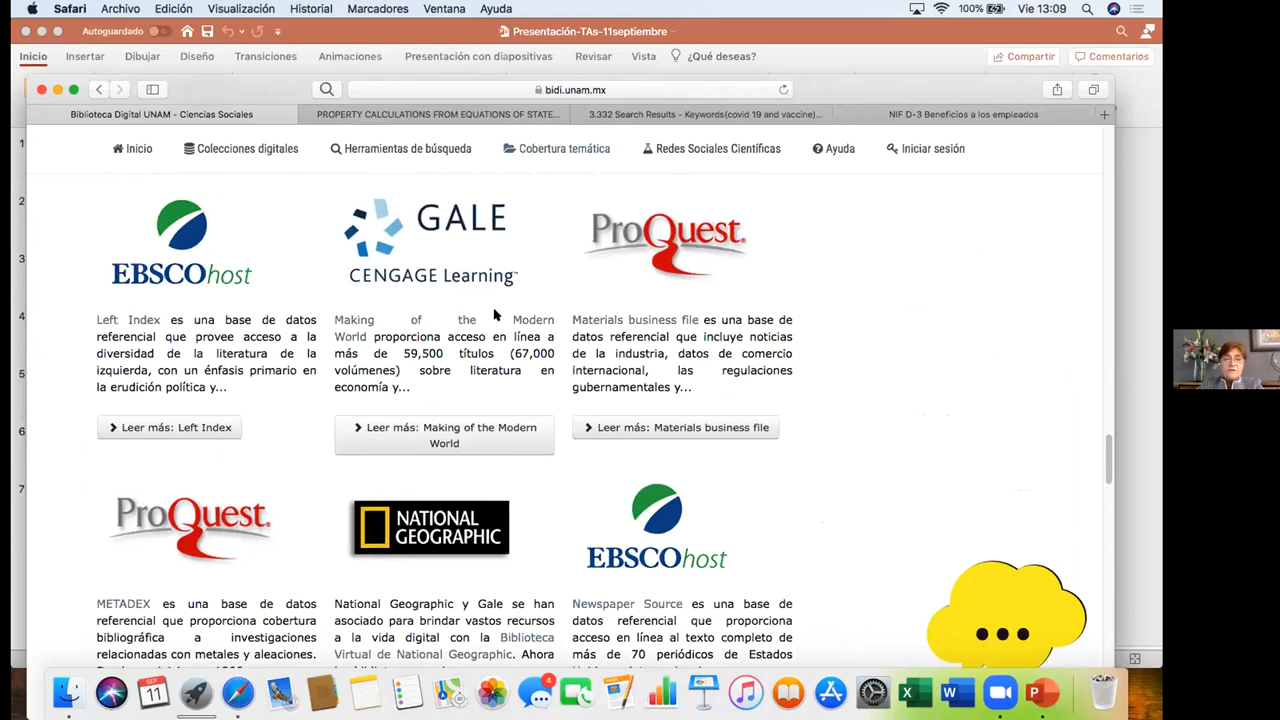 Safari Archivo Edición Visualización Historial Marcadores Ventana Ayuda 100% Vie 13:09
Autoguardado Presentación-TAs-11septiembre
Inicio Insertar Dibujar Diseño Transiciones Animaciones Presentación con diapositivas Revisar Vista ¿Qué deseas? Compartir Comentarios
bidi.unam.mx
Biblioteca Digital UNAM - Ciencias Sociales PROPERTY CALCULATIONS FROM EQUATIONS OF STATE... 3.332 Search Results - Keywords(covid 19 and vaccine)... NIF D-3 Beneficios a los empleados
Inicio Colecciones digitales Herramientas de búsqueda Cobertura temática Redes Sociales Científicas Ayuda Iniciar sesión
1
2
3
4
5
6
7
EBSCOhost
Left Index es una base de datos
referencial que provee acceso a la
diversidad de la literatura de la
izquierda, con un énfasis primario en
la erudición política y...
Leer más: Left Index
GALE
CENGAGE Learning™
Making of the Modern
World proporciona acceso en línea a
más de 59,500 títulos (67,000
volúmenes) sobre literatura en
economía y...
Leer más: Making of the Modern
World
ProQuest.
Materials business file es una base de
datos referencial que incluye noticias
de la industria, datos de comercio
internacional, las regulaciones
gubernamentales y...
Leer más: Materials business file
ProQuest.
METADEX es una base de datos
referencial que proporciona cobertura
bibliográfica a investigaciones
relacionadas con metales y aleaciones.
NATIONAL
GEOGRAPHIC
National Geographic y Gale se han
asociado para brindar vastos recursos
a la vida digital con la Biblioteca
Virtual de National Geographic. Ahora
EBSCOhost
Newspaper Source es una base de
datos referencial que proporciona
acceso en línea al texto completo de
más de 70 periódicos de Estados
SEP
11
4